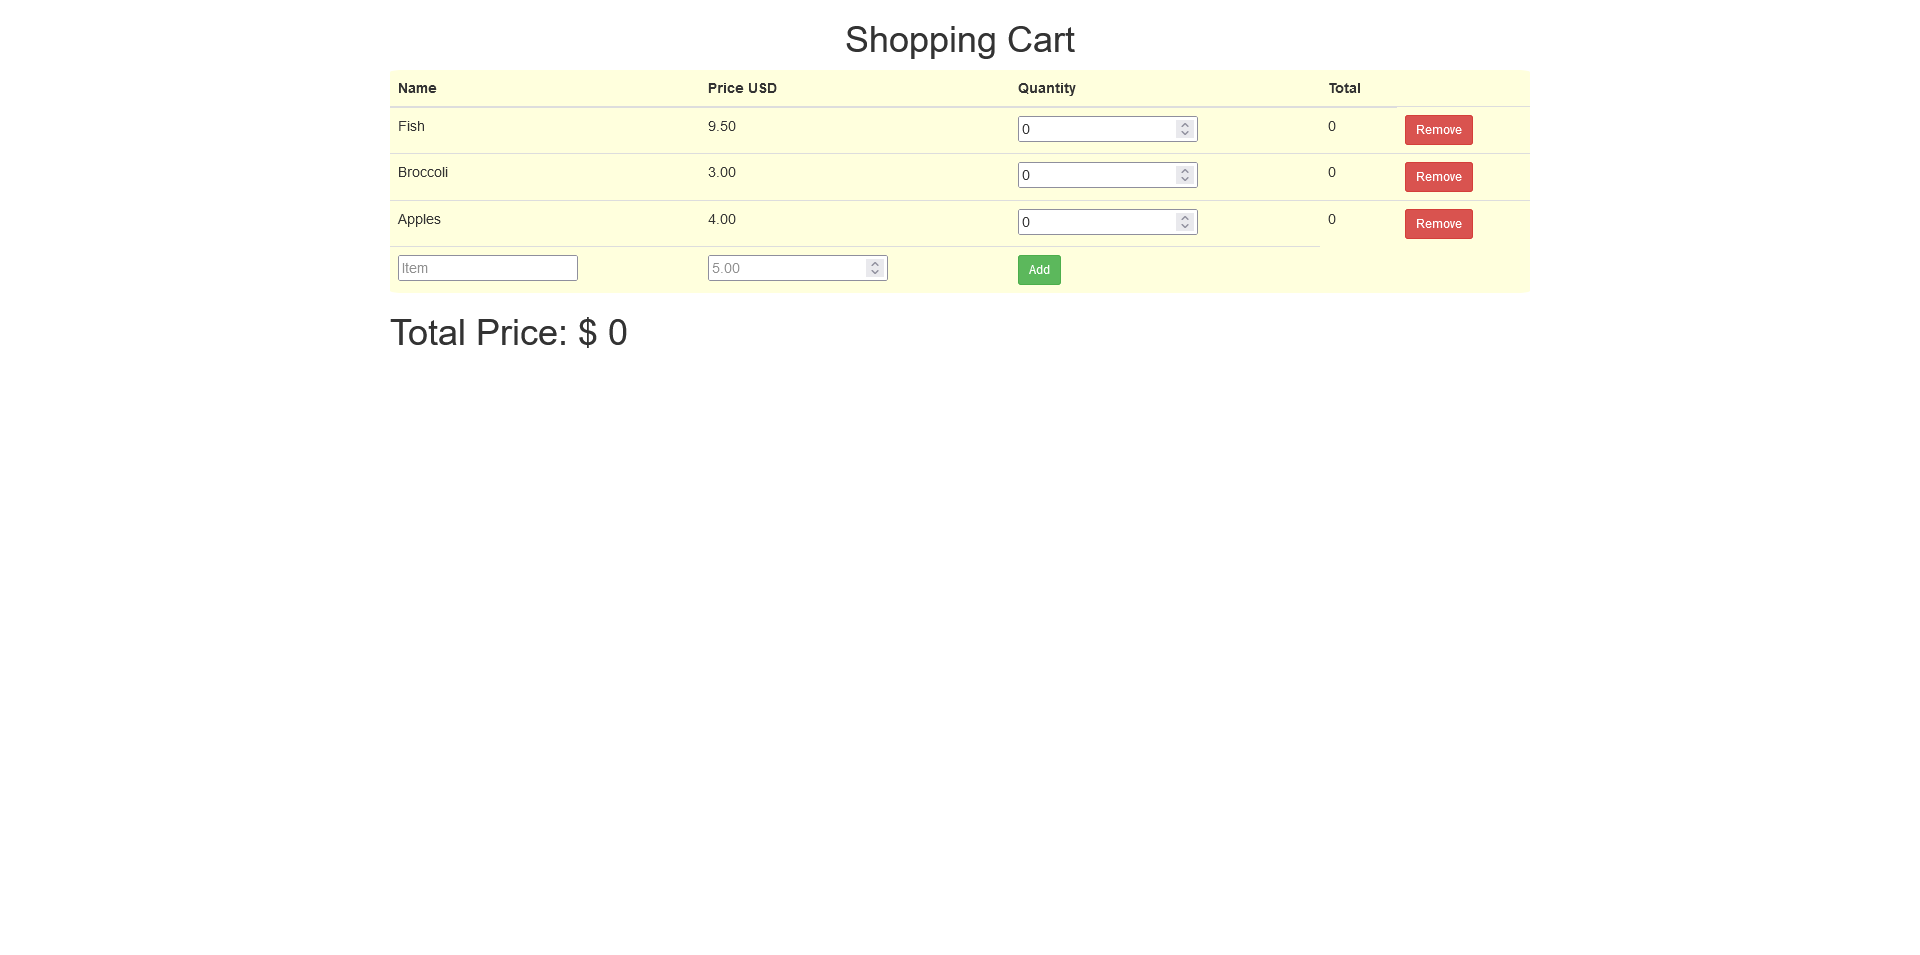 Shopping Cart
Name Price USD Quantity Total
Fish 9.50 0 0 Remove
Broccoli 3.00 0 0 Remove
Apples 4.00 0 0 Remove
Item 5.00 Add
Total Price: $ 0